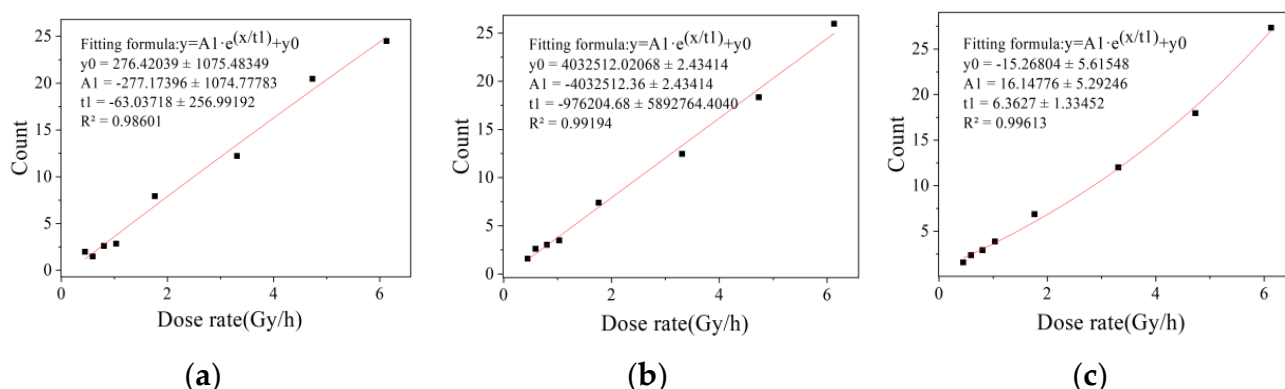 Fitting formula:y=A1·e^(x/t1)+y0
y0 276.42039 ± 1075.48349
A1 = -277.17396 ± 1074.77783
t1 = -63.03718 ± 256.99192
R² = 0.98601
Count
25
20
15
10
5
0
0 2 4 6
Dose rate(Gy/h)
(a)
Fitting formula:y=A1·e^(x/t1)+y0
y0 = 4032512.02068 ± 2.43414
A1 = -4032512.36 ± 2.43414
t1 = -976204.68 ± 5892764.4040
R² = 0.99194
Count
25
20
15
10
5
0
0 2 4 6
Dose rate(Gy/h)
(b)
Fitting formula:y=A1·e^(x/t1)+y0
y0 = -15.26804 ± 5.61548
A1 = 16.14776 ± 5.29246
t1 = 6.3627 ± 1.33452
R² = 0.99613
Count
25
20
15
10
5
0 2 4 6
Dose rate(Gy/h)
(c)